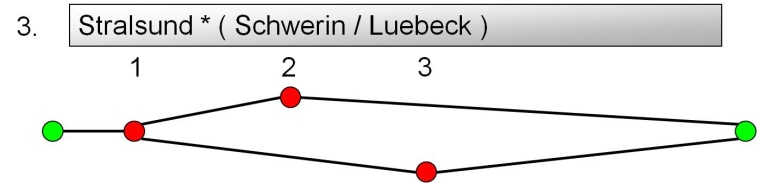 3. Stralsund * ( Schwerin / Luebeck )
1 2 3